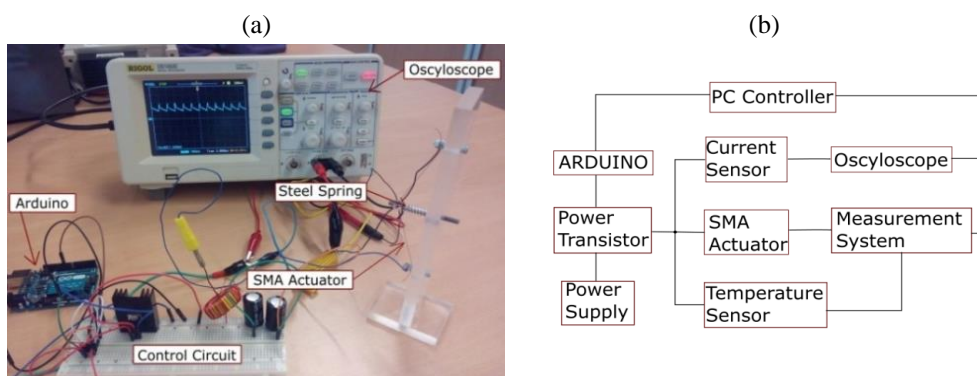 (a)
(b)
RIGOL
Oscyloscope
Steel Spring
Arduino
SMA Actuator
Control Circuit
PC Controller
ARDUINO
Current
Sensor
Oscyloscope
Power
Transistor
SMA
Actuator
Measurement
System
Power
Supply
Temperature
Sensor